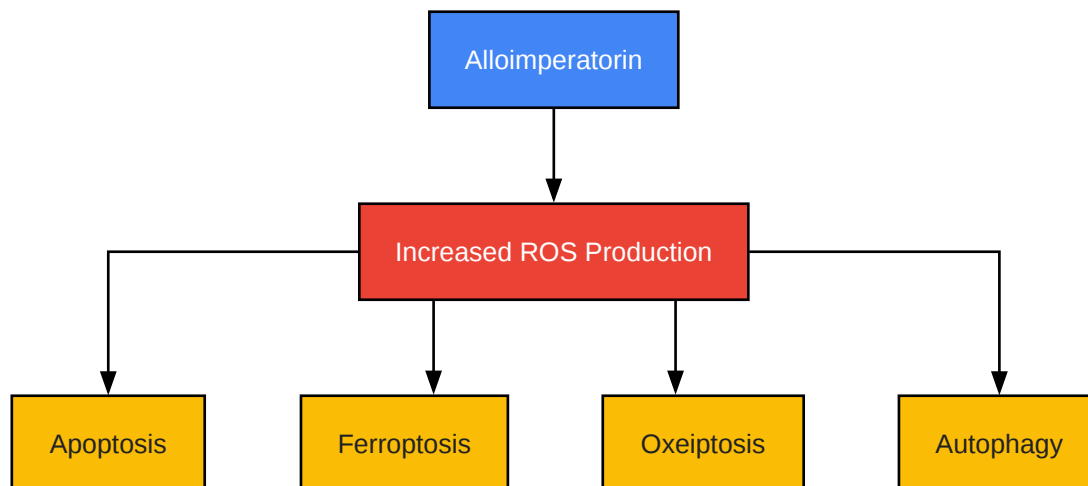 Alloimperatorin
Increased ROS Production
Apoptosis
Ferroptosis
Oxeiptosis
Autophagy